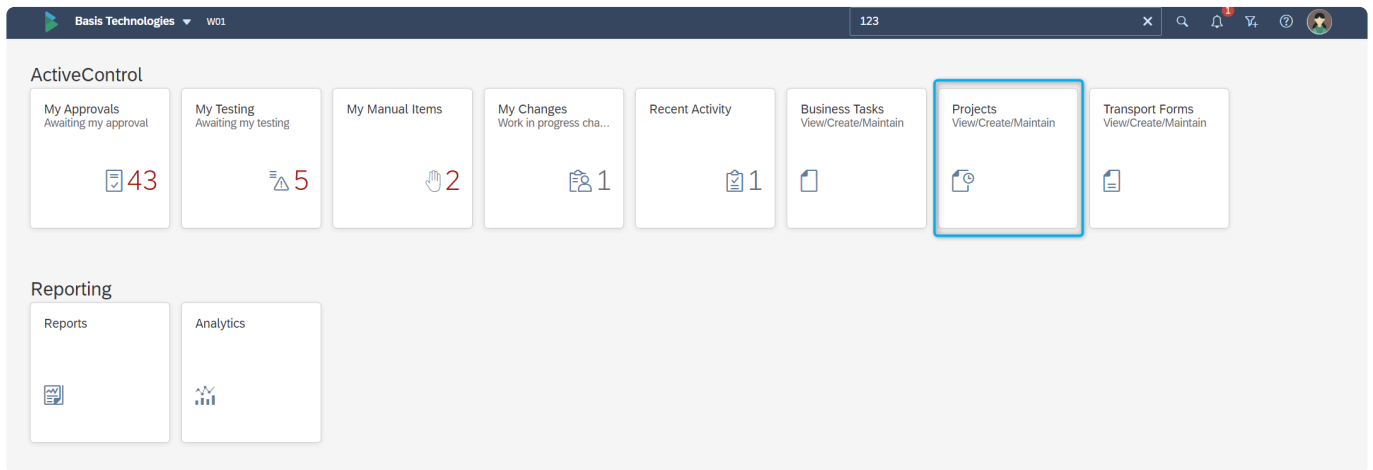 Basis Technologies W01 123 1
ActiveControl
My Approvals
Awaiting my approval
43
My Testing
Awaiting my testing
5
My Manual Items
2
My Changes
Work in progress cha...
1
Recent Activity
1
Business Tasks
View/Create/Maintain
Projects
View/Create/Maintain
Transport Forms
View/Create/Maintain
Reporting
Reports
Analytics